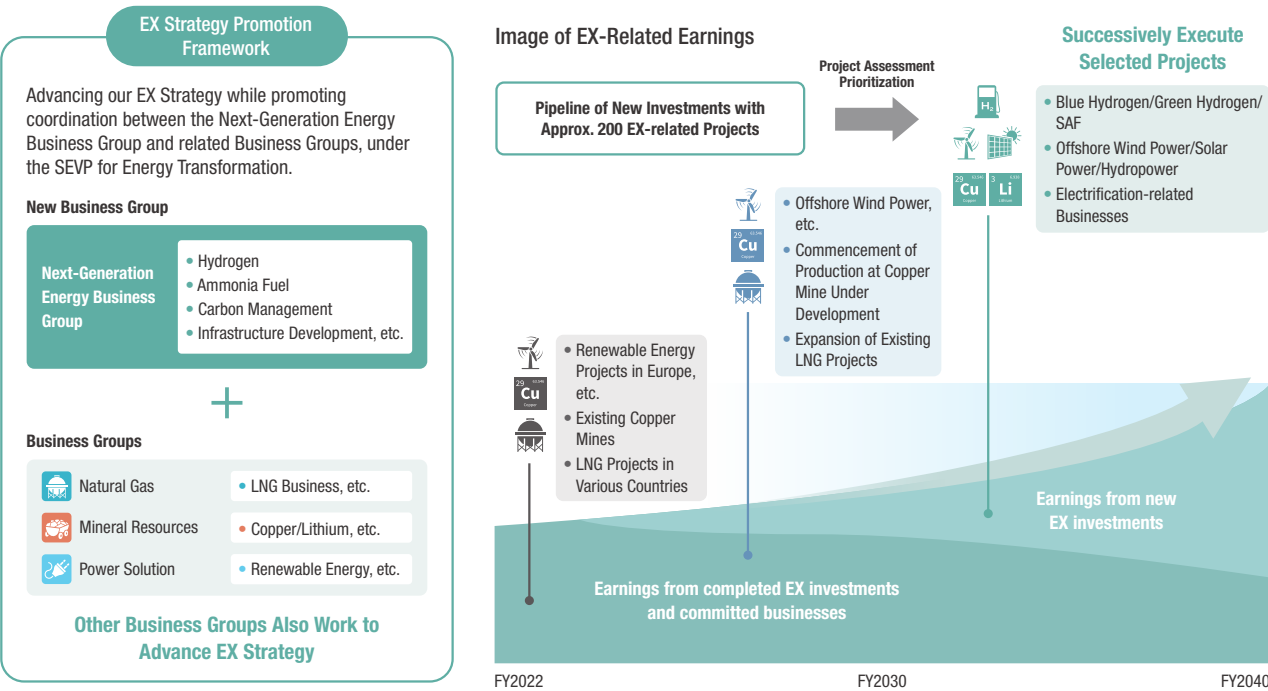 EX Strategy Promotion
Framework
Advancing our EX Strategy while promoting
coordination between the Next-Generation Energy
Business Group and related Business Groups, under
the SEVP for Energy Transformation.
New Business Group
Next-Generation
Energy Business
Group
• Hydrogen
• Ammonia Fuel
• Carbon Management
• Infrastructure Development, etc.
+
Business Groups
Natural Gas
• LNG Business, etc.
Mineral Resources
• Copper/Lithium, etc.
Power Solution
• Renewable Energy, etc.
Other Business Groups Also Work to
Advance EX Strategy
Image of EX-Related Earnings
Pipeline of New Investments with
Approx. 200 EX-related Projects
Project Assessment
Prioritization
Successively Execute
Selected Projects
H₂
29
Cu
Copper
3
Li
Lithium
• Blue Hydrogen/Green Hydrogen/
SAF
• Offshore Wind Power/Solar
Power/Hydropower
• Electrification-related
Businesses
29
Cu
Copper
• Offshore Wind Power,
etc.
• Commencement of
Production at Copper
Mine Under
Development
• Expansion of Existing
LNG Projects
29
Cu
Copper
• Renewable Energy
Projects in Europe,
etc.
• Existing Copper
Mines
• LNG Projects in
Various Countries
Earnings from new
EX investments
Earnings from completed EX investments
and committed businesses
FY2022
FY2030
FY2040